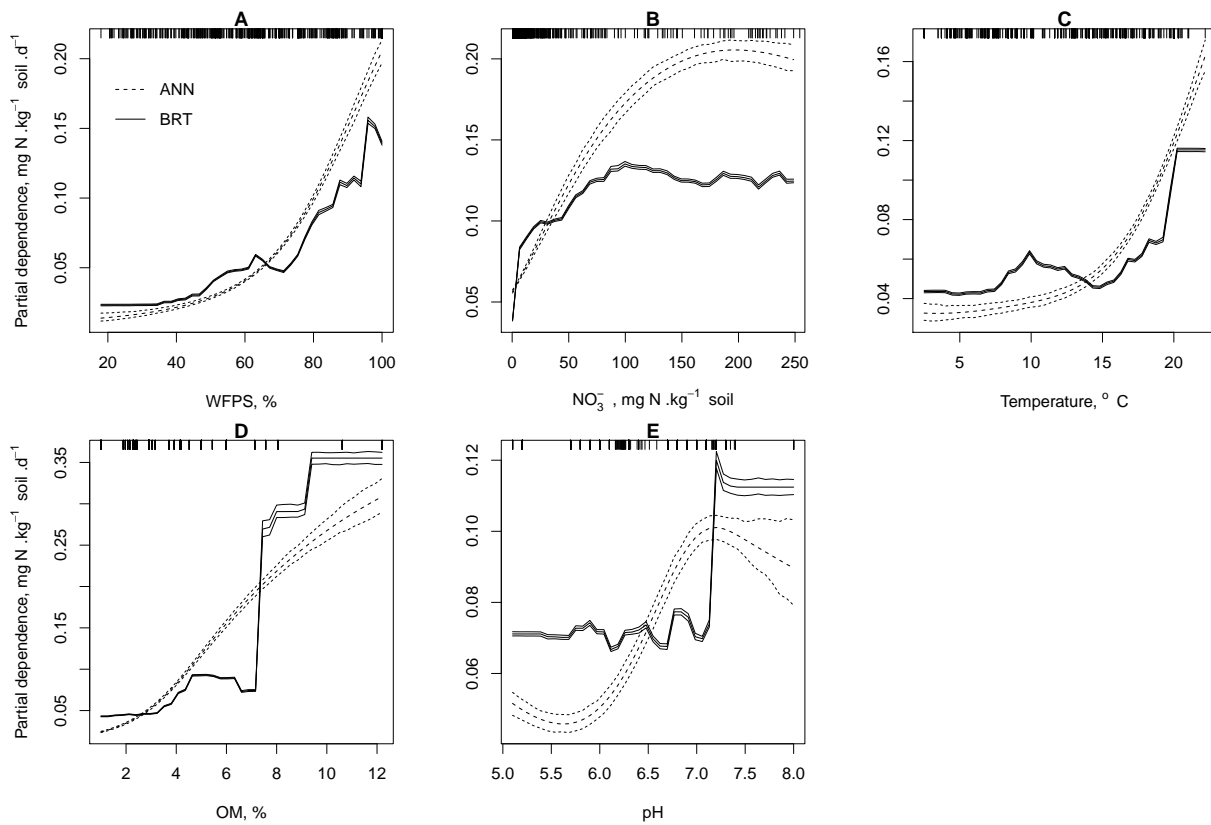 A
B
C
Partial dependence, mg N .kg⁻¹ soil .d⁻¹
0.05 0.10 0.15 0.20
ANN
BRT
20 40 60 80 100
WFPS, %
0.05 0.10 0.15 0.20
0 50 100 150 200 250
NO₃⁻ , mg N .kg⁻¹ soil
0.04 0.08 0.12 0.16
5 10 15 20
Temperature, ° C
D
E
Partial dependence, mg N .kg⁻¹ soil .d⁻¹
0.05 0.15 0.25 0.35
2 4 6 8 10 12
OM, %
0.06 0.08 0.10 0.12
5.0 5.5 6.0 6.5 7.0 7.5 8.0
pH